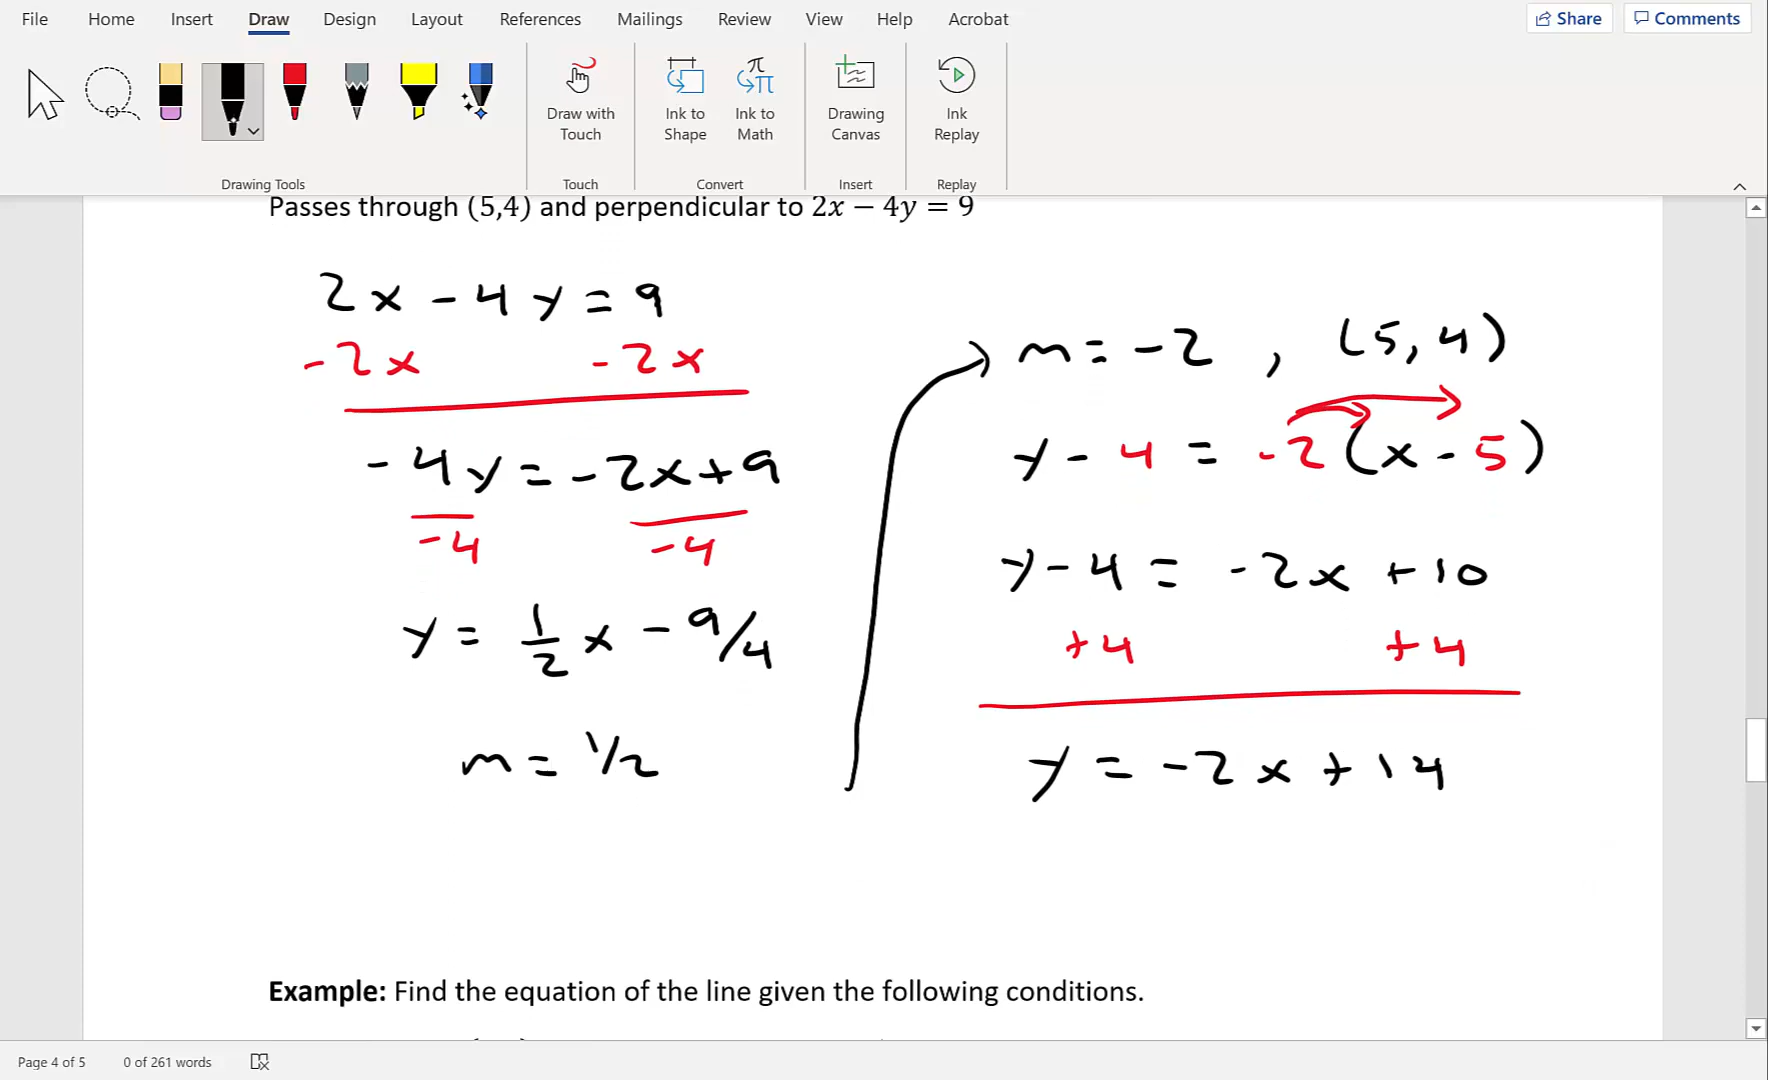 File Home Insert Draw Design Layout References Mailings Review View Help Acrobat Share Comments
Draw with Touch
Ink to Shape
Ink to Math
Drawing Canvas
Ink Replay
Drawing Tools Touch Convert Insert Replay
Passes through (5,4) and perpendicular to 2x − 4y = 9
2x - 4y = 9
-2x -2x
-4y = -2x+9
-4 -4
y = 1/2 x - 9/4
m = 1/2
m = -2 , (5,4)
y - 4 = -2(x - 5)
y - 4 = -2x + 10
+4 +4
y = -2x + 14
Example: Find the equation of the line given the following conditions.
Page 4 of 5 0 of 261 words